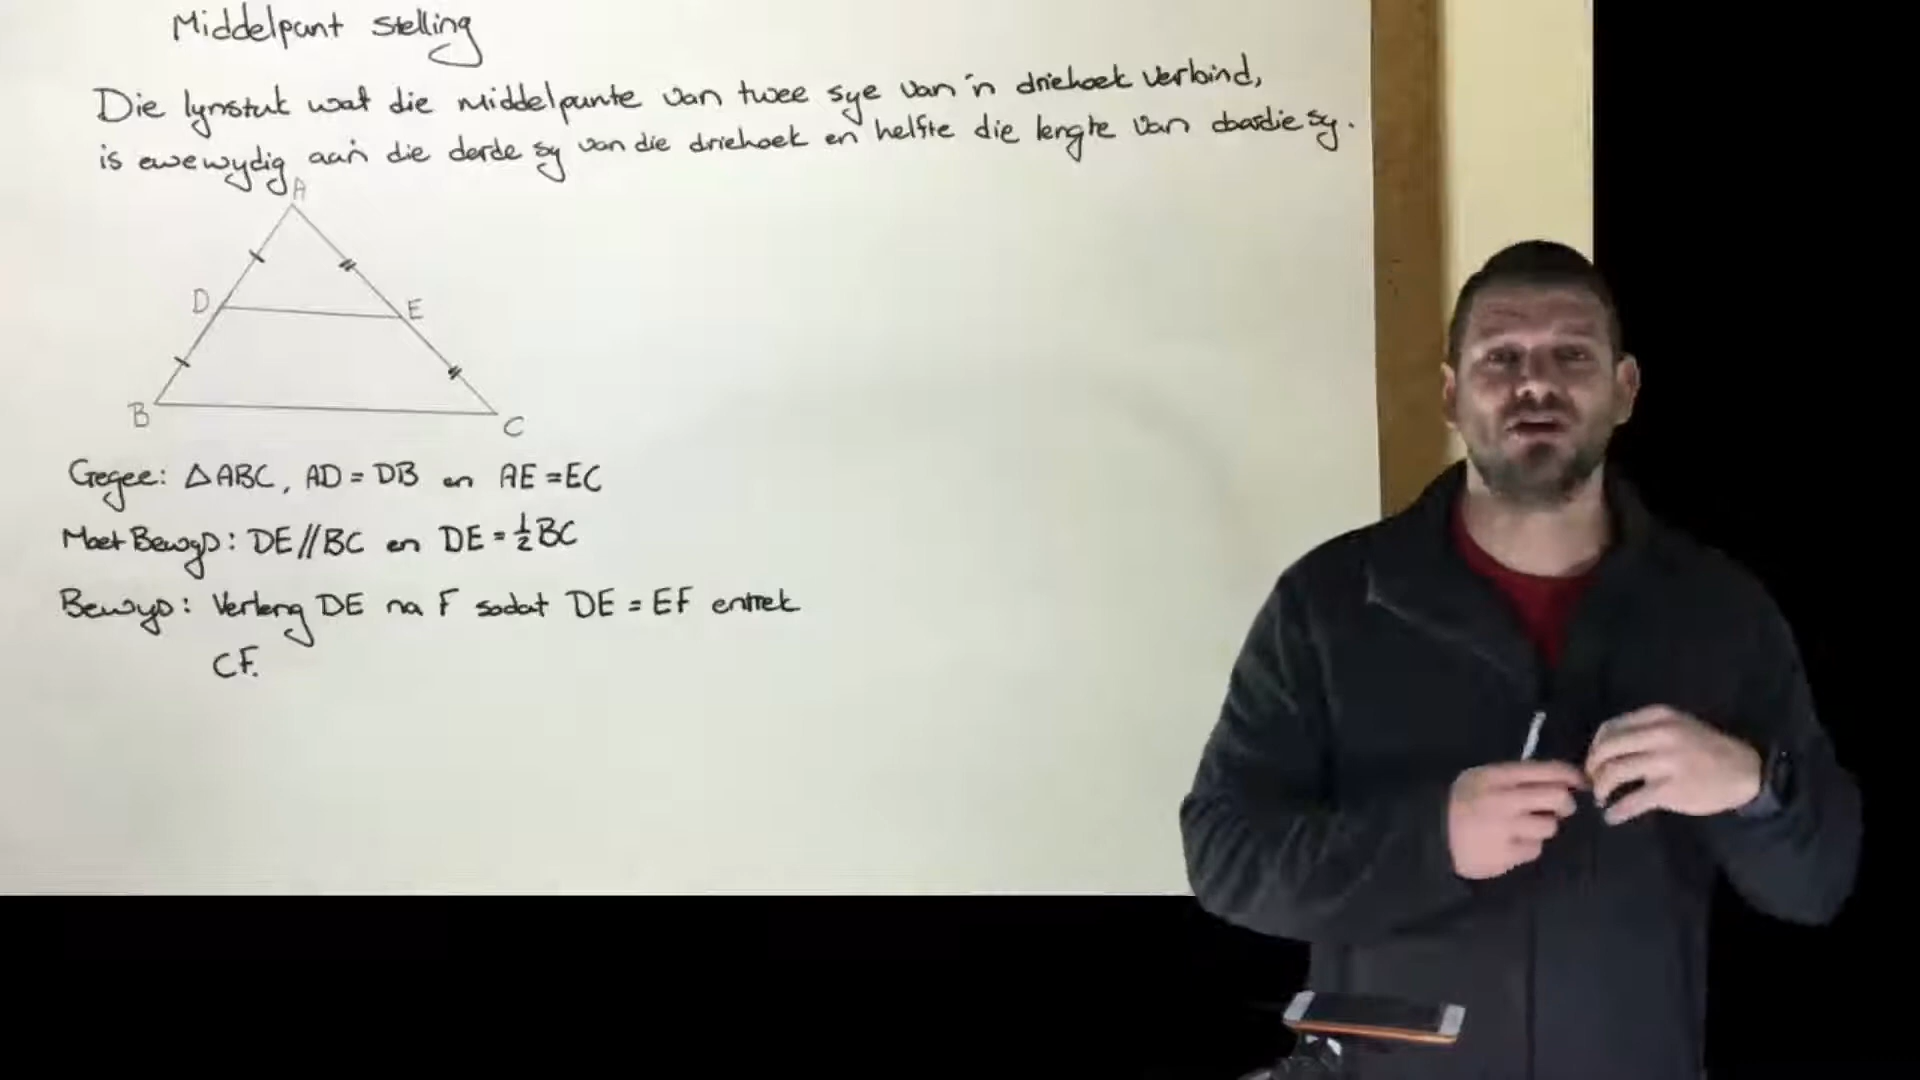 Middelpunt Stelling
Die lynstuk wat die middelpunte van twee sye van 'n driehoek verbind,
is ewewydig aan die derde sy van die driehoek en helfte die lengte van daardie sy.
A
D
E
B
C
Gegee: △ABC, AD = DB en AE = EC
Moet Bewys: DE // BC en DE = ½ BC
Bewys: Verleng DE na F sodat DE = EF en trek
CF.